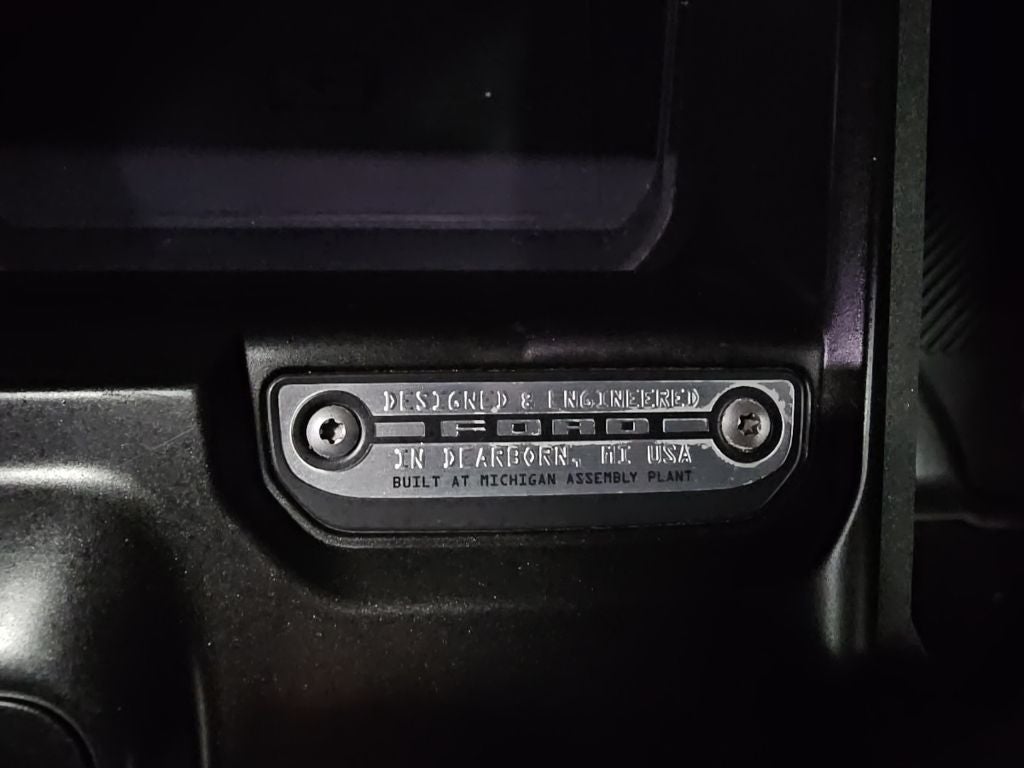 DESIGNED & ENGINEERED
FORD
IN DEARBORN, MI USA
BUILT AT MICHIGAN ASSEMBLY PLANT